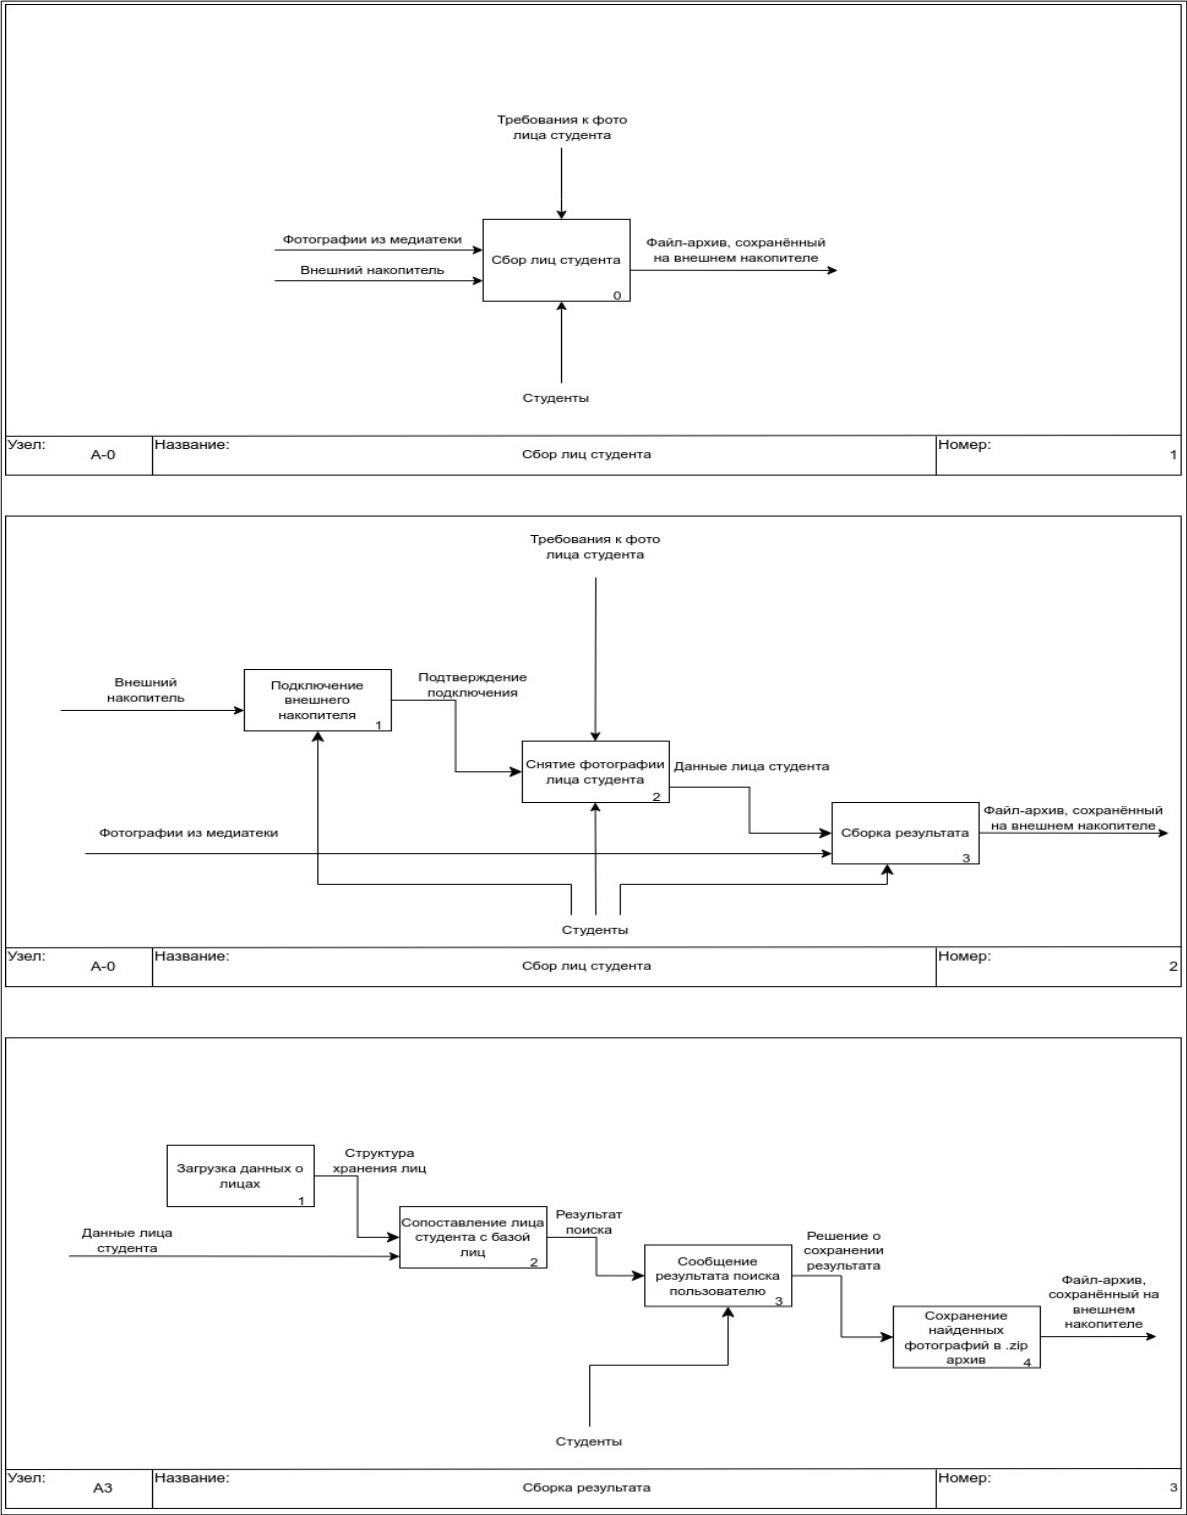 Требования к фото
лица студента
Фотографии из медиатеки
Внешний накопитель
Сбор лиц студента
0
Файл-архив, сохранённый
на внешнем накопителе
Студенты
Узел:
А-0
Название:
Сбор лиц студента
Номер:
1
Требования к фото
лица студента
Внешний
накопитель
Подключение
внешнего
накопителя
1
Подтверждение
подключения
Снятие фотографии
лица студента
2
Данные лица студента
Фотографии из медиатеки
Сборка результата
3
Файл-архив, сохранённый
на внешнем накопителе
Студенты
Узел:
А-0
Название:
Сбор лиц студента
Номер:
2
Загрузка данных о
лицах
1
Структура
хранения лиц
Данные лица
студента
Сопоставление лица
студента с базой
лиц
2
Результат
поиска
Сообщение
результата поиска
пользователю
3
Решение о
сохранении
результата
Сохранение
найденных
фотографий в .zip
архив
4
Файл-архив,
сохранённый на
внешнем
накопителе
Студенты
Узел:
А3
Название:
Сборка результата
Номер:
3